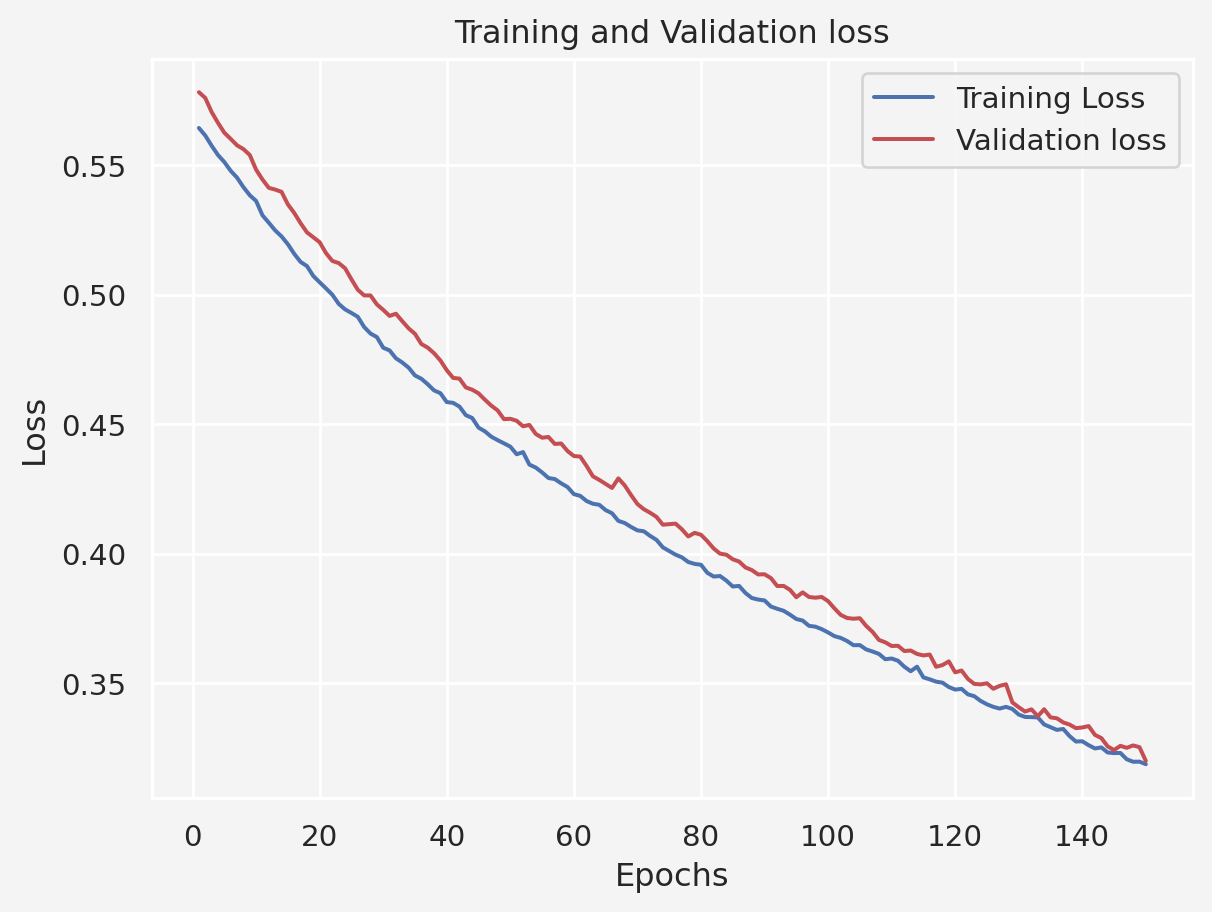 Training and Validation loss
Training Loss
Validation loss
Loss
0.55
0.50
0.45
0.40
0.35
0 20 40 60 80 100 120 140
Epochs